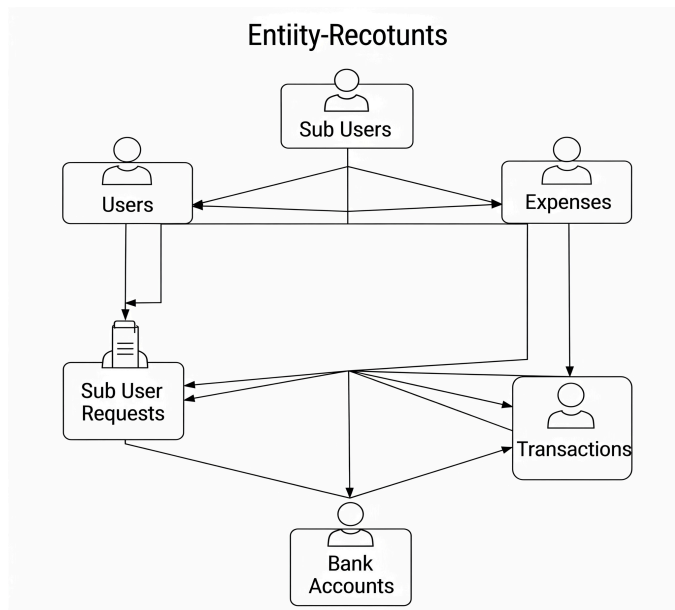 Entiity-Recotunts
Sub Users
Users
Expenses
Sub User
Requests
Transactions
Bank
Accounts